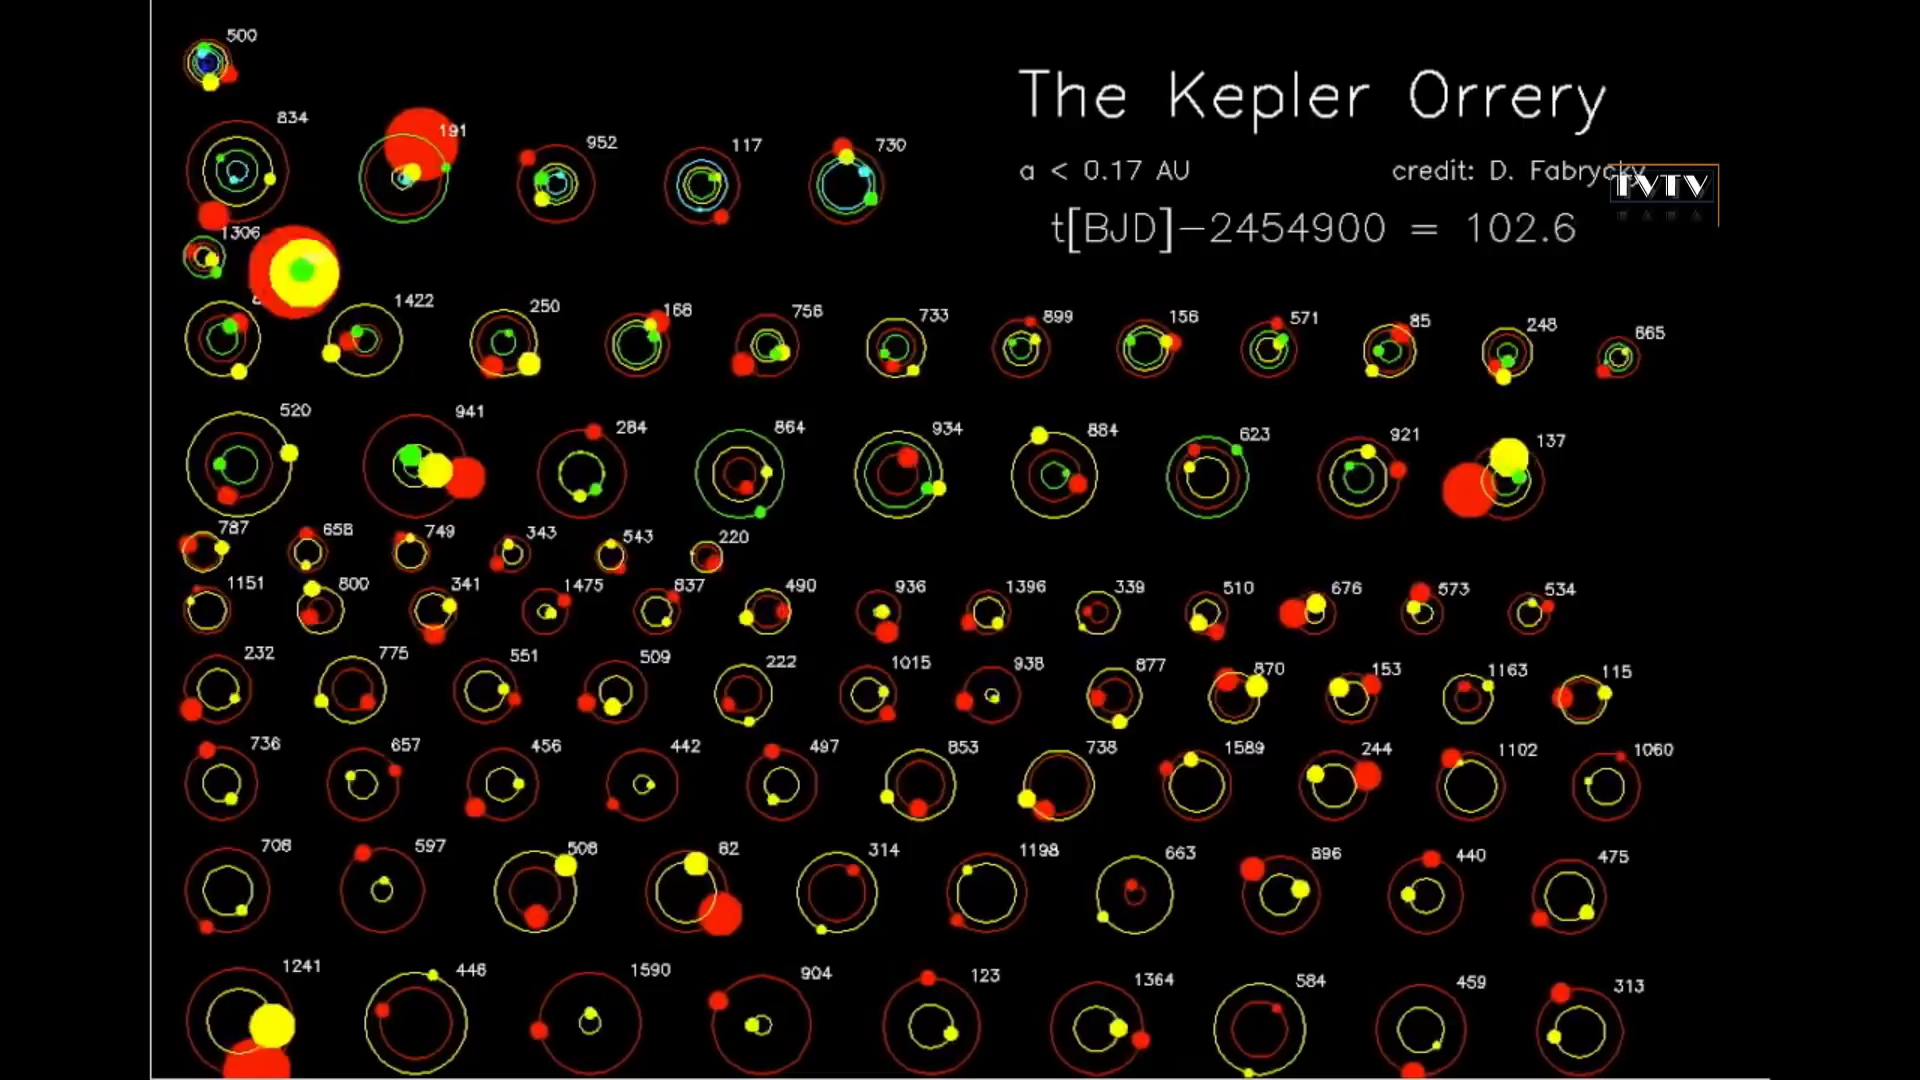 500
The Kepler Orrery
834 191 952 117 730
a < 0.17 AU credit: D. Fabrycky
TVTV
t[BJD]-2454900 = 102.6
1306
1422 250 168 756 733 899 156 571 85 248 665
520 941 284 864 934 884 623 921 137
787 658 749 343 543 220
1151 800 341 1475 837 490 936 1396 339 510 676 573 534
232 775 551 509 222 1015 938 877 870 153 1163 115
736 657 456 442 497 853 738 1589 244 1102 1060
708 597 508 82 314 1198 663 896 440 475
1241 446 1590 904 123 1364 584 459 313